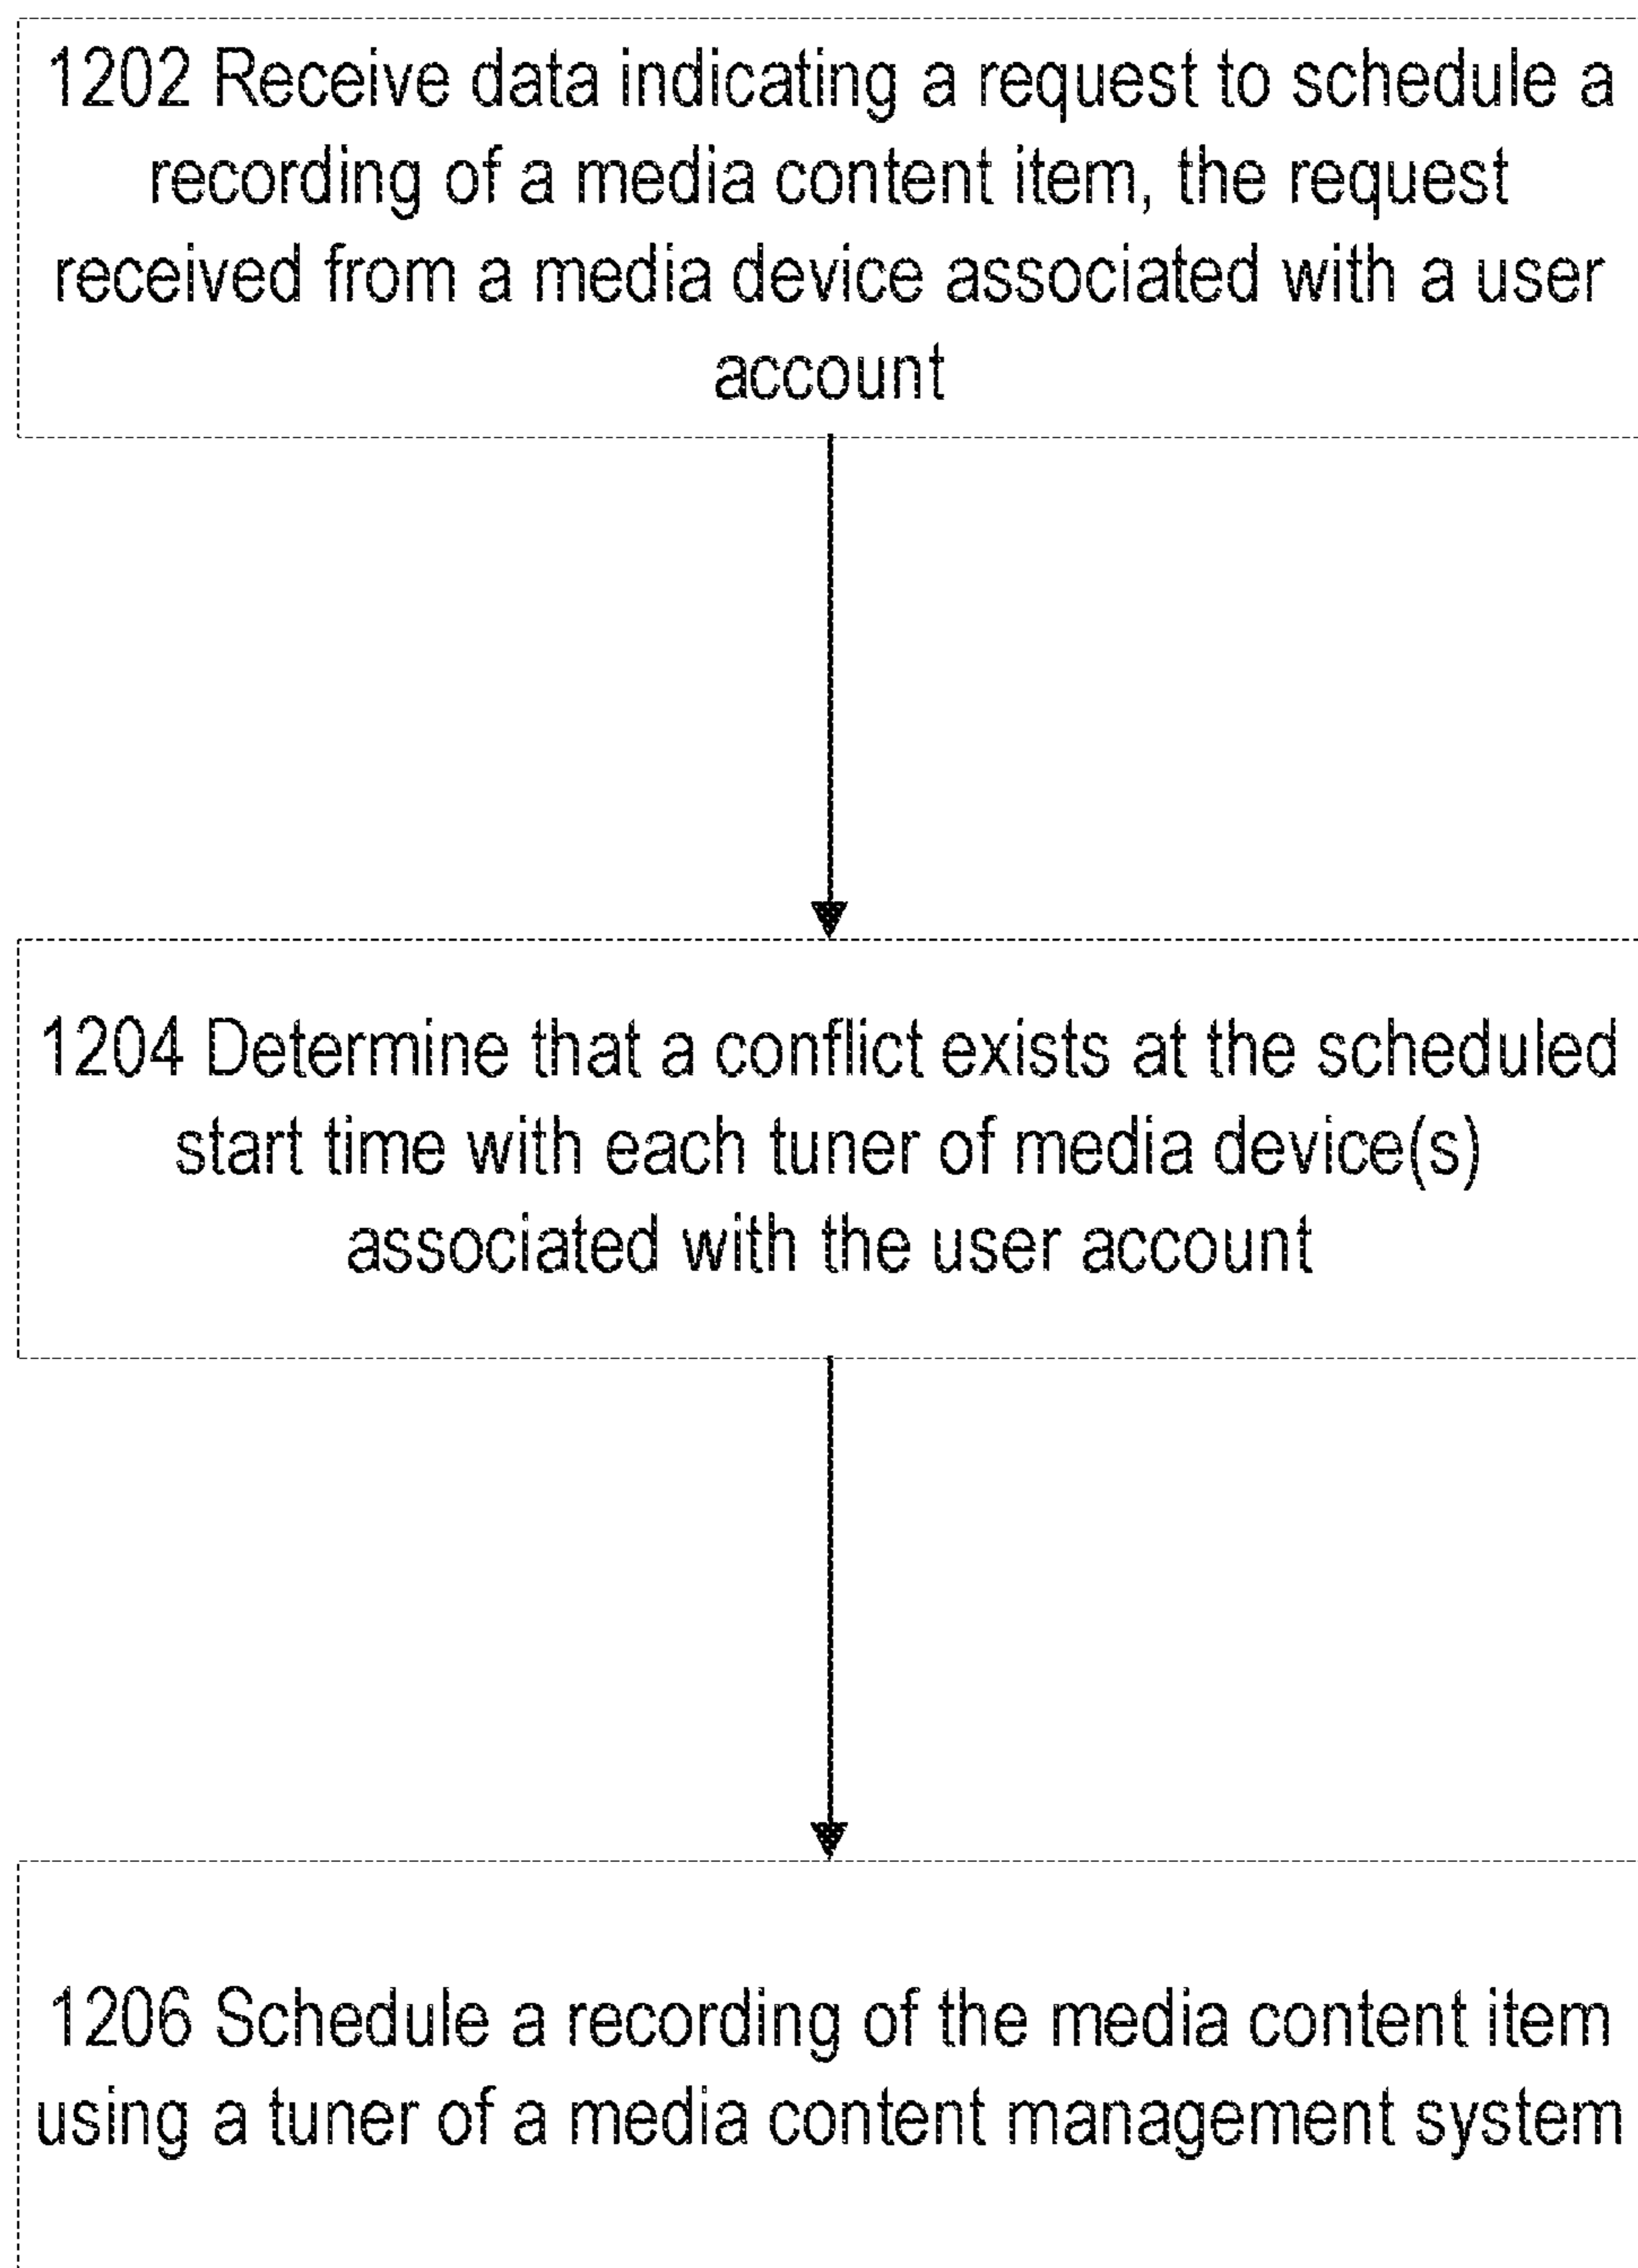 1202 Receive data indicating a request to schedule a
recording of a media content item, the request
received from a media device associated with a user
account
1204 Determine that a conflict exists at the scheduled
start time with each tuner of media device(s)
associated with the user account
1206 Schedule a recording of the media content item
using a tuner of a media content management system